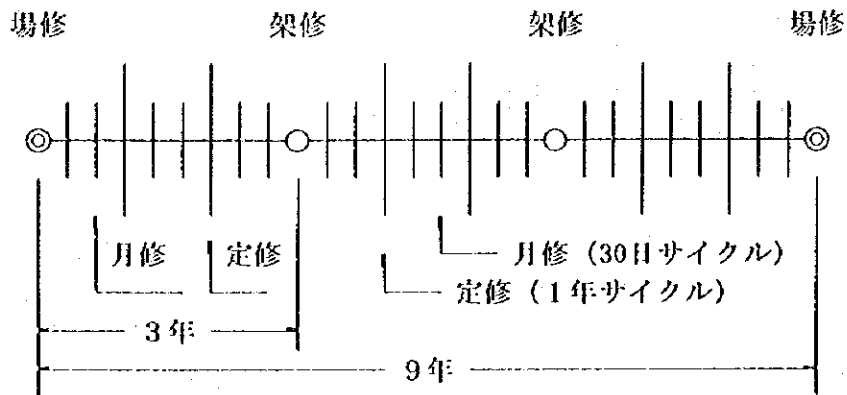 場修 架修 架修 場修
月修 定修 月修 (30日サイクル)
定修 (1年サイクル)
3年
9年